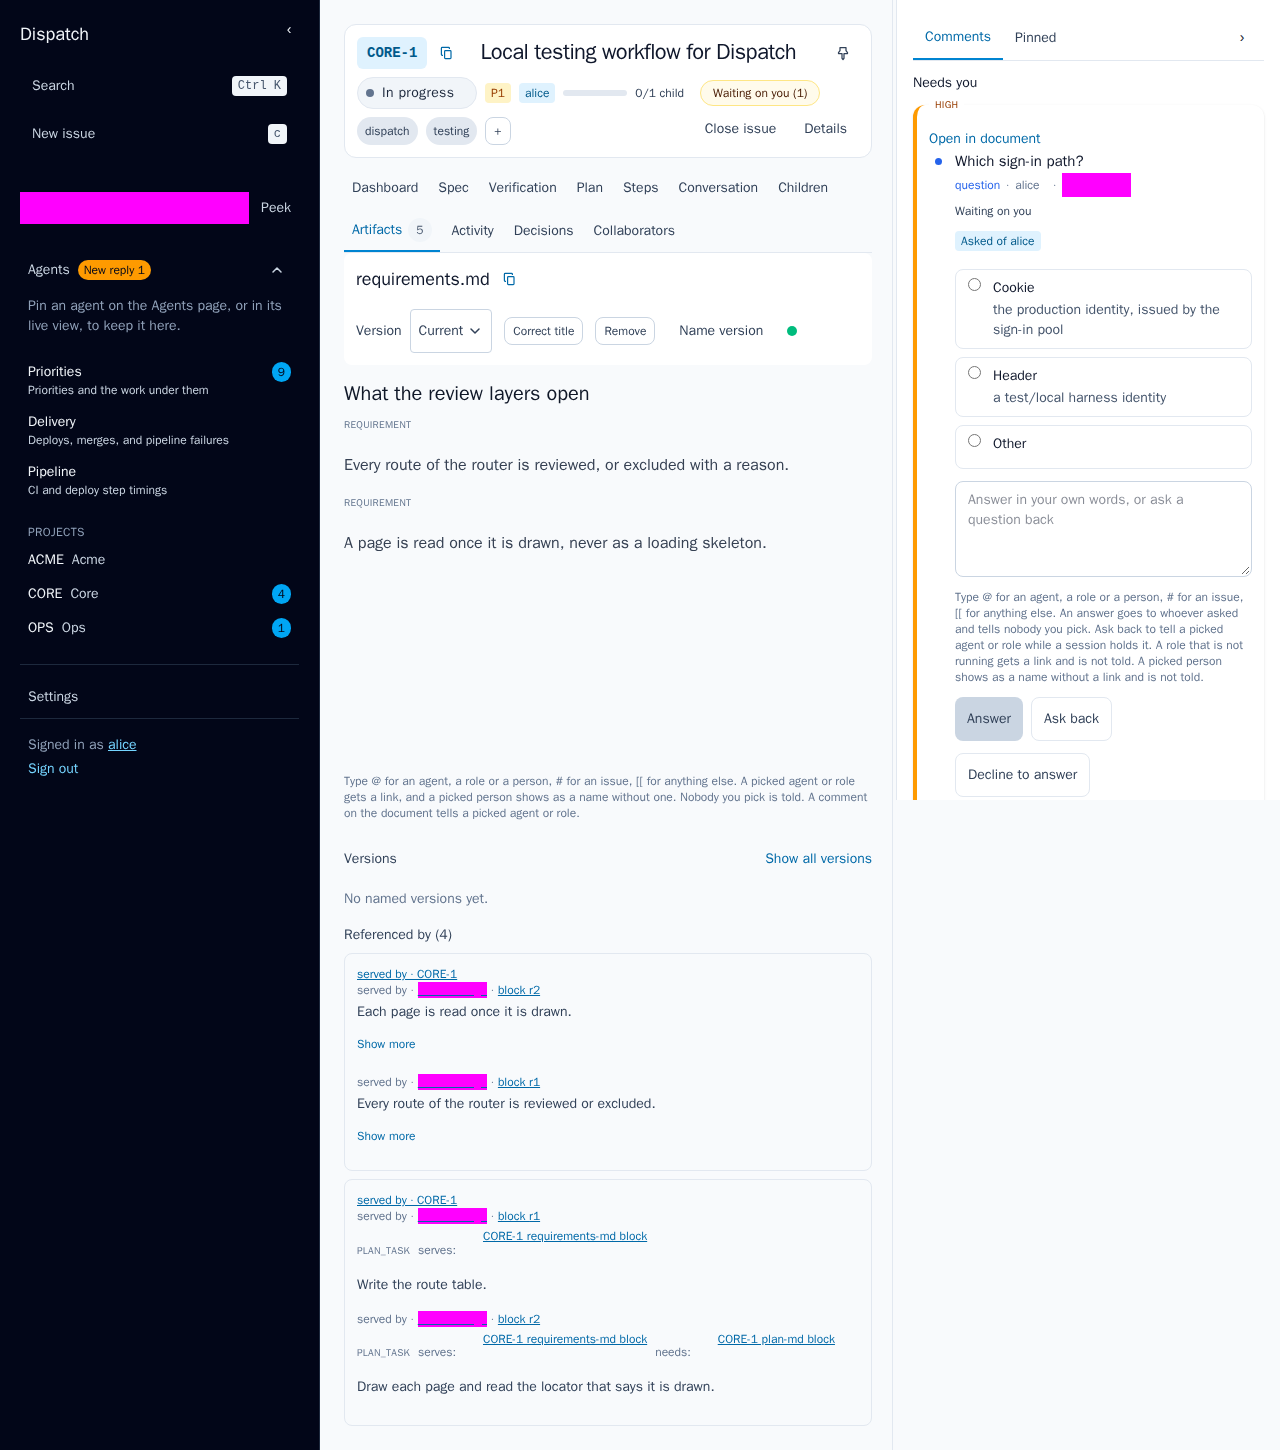 Dispatch
Search
Ctrl K
New issue
C
Peek
Agents
New reply 1
Pin an agent on the Agents page, or in its
live view, to keep it here.
Priorities
9
Priorities and the work under them
Delivery
Deploys, merges, and pipeline failures
Pipeline
CI and deploy step timings
PROJECTS
ACME Acme
CORE Core
4
OPS Ops
1
Settings
Signed in as alice
Sign out
CORE-1
Local testing workflow for Dispatch
In progress
P1
alice
0/1 child
Waiting on you (1)
dispatch
testing
+
Close issue
Details
Dashboard Spec Verification Plan Steps Conversation Children
Artifacts 5 Activity Decisions Collaborators
requirements.md
Version
Current
Correct title
Remove
Name version
What the review layers open
REQUIREMENT
Every route of the router is reviewed, or excluded with a reason.
REQUIREMENT
A page is read once it is drawn, never as a loading skeleton.
Type @ for an agent, a role or a person, # for an issue, [[ for anything else. A picked agent or role
gets a link, and a picked person shows as a name without one. Nobody you pick is told. A comment
on the document tells a picked agent or role.
Versions
Show all versions
No named versions yet.
Referenced by (4)
served by · CORE-1
served by · · block r2
Each page is read once it is drawn.
Show more
served by · · block r1
Every route of the router is reviewed or excluded.
Show more
served by · CORE-1
served by · · block r1
CORE-1 requirements-md block
PLAN_TASK serves:
Write the route table.
served by · · block r2
CORE-1 requirements-md block
CORE-1 plan-md block
PLAN_TASK serves:
needs:
Draw each page and read the locator that says it is drawn.
Comments
Pinned
Needs you
HIGH
Open in document
Which sign-in path?
question · alice ·
Waiting on you
Asked of alice
Cookie
the production identity, issued by the
sign-in pool
Header
a test/local harness identity
Other
Answer in your own words, or ask a
question back
Type @ for an agent, a role or a person, # for an issue,
[[ for anything else. An answer goes to whoever asked
and tells nobody you pick. Ask back to tell a picked
agent or role while a session holds it. A role that is not
running gets a link and is not told. A picked person
shows as a name without a link and is not told.
Answer
Ask back
Decline to answer